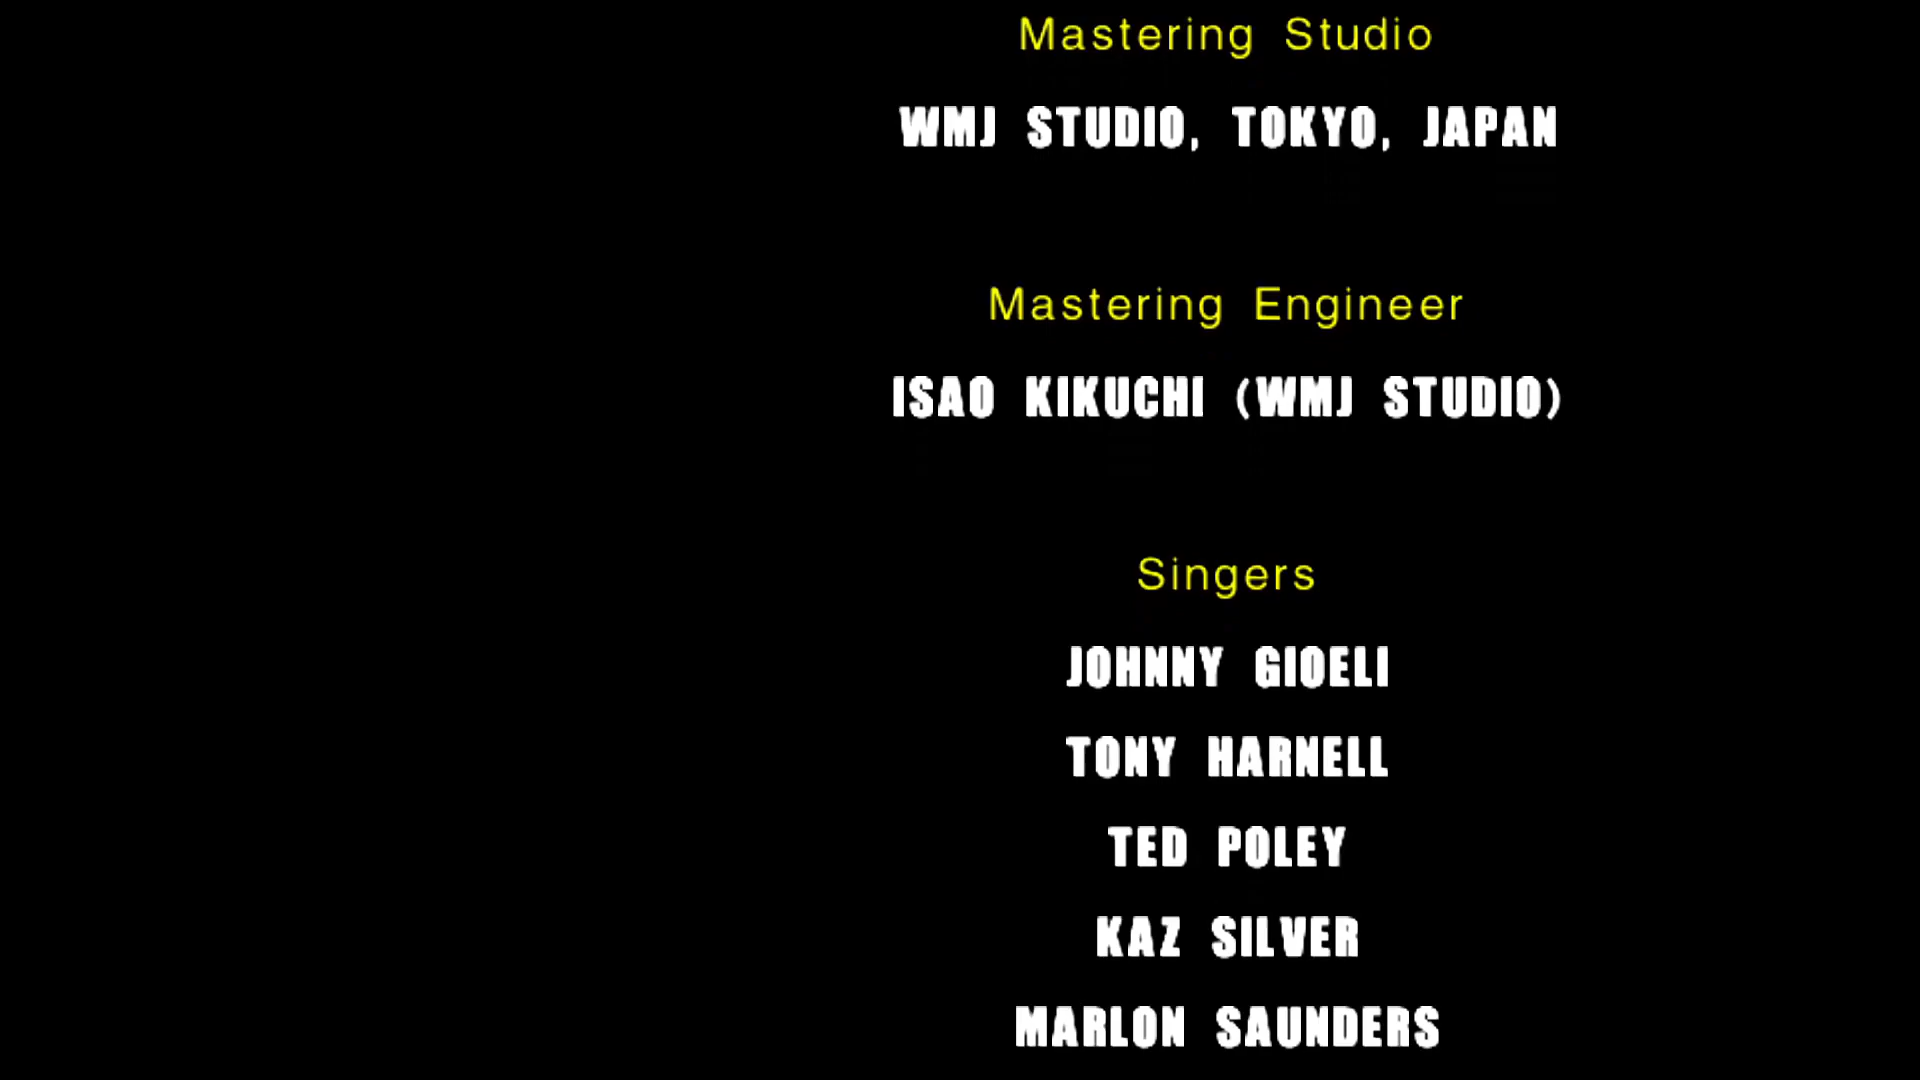 Mastering Studio
WMJ STUDIO, TOKYO, JAPAN
Mastering Engineer
ISAO KIKUCHI (WMJ STUDIO)
Singers
JOHNNY GIOELI
TONY HARNELL
TED POLEY
KAZ SILVER
MARLON SAUNDERS